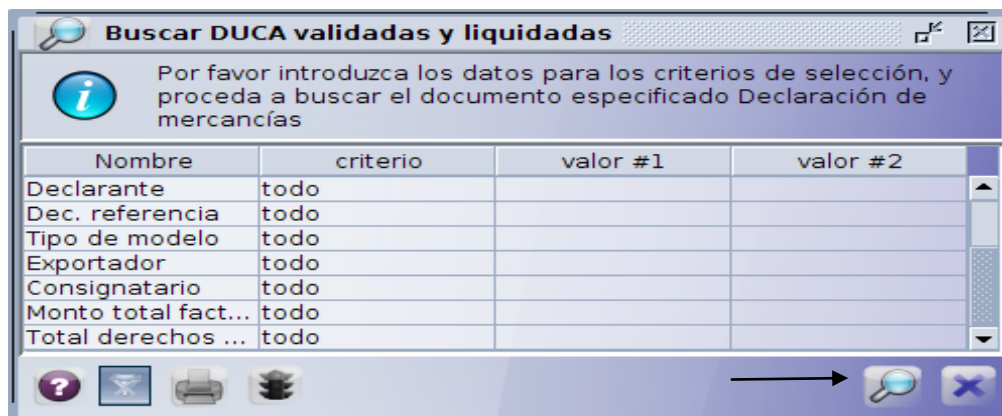 Buscar DUCA validadas y liquidadas
Por favor introduzca los datos para los criterios de selección, y
proceda a buscar el documento especificado Declaración de
mercancías
Nombre criterio valor #1 valor #2
Declarante todo
Dec. referencia todo
Tipo de modelo todo
Exportador todo
Consignatario todo
Monto total fact... todo
Total derechos ... todo